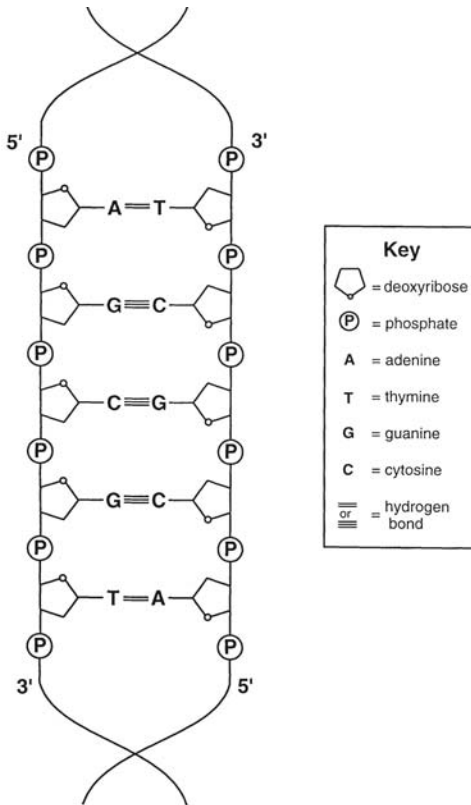 5' 3'
P P
A T
P P
G C
P P
C G
P P
G C
P P
T A
P P
3' 5'
Key
= deoxyribose
P = phosphate
A = adenine
T = thymine
G = guanine
C = cytosine
or = hydrogen
bond